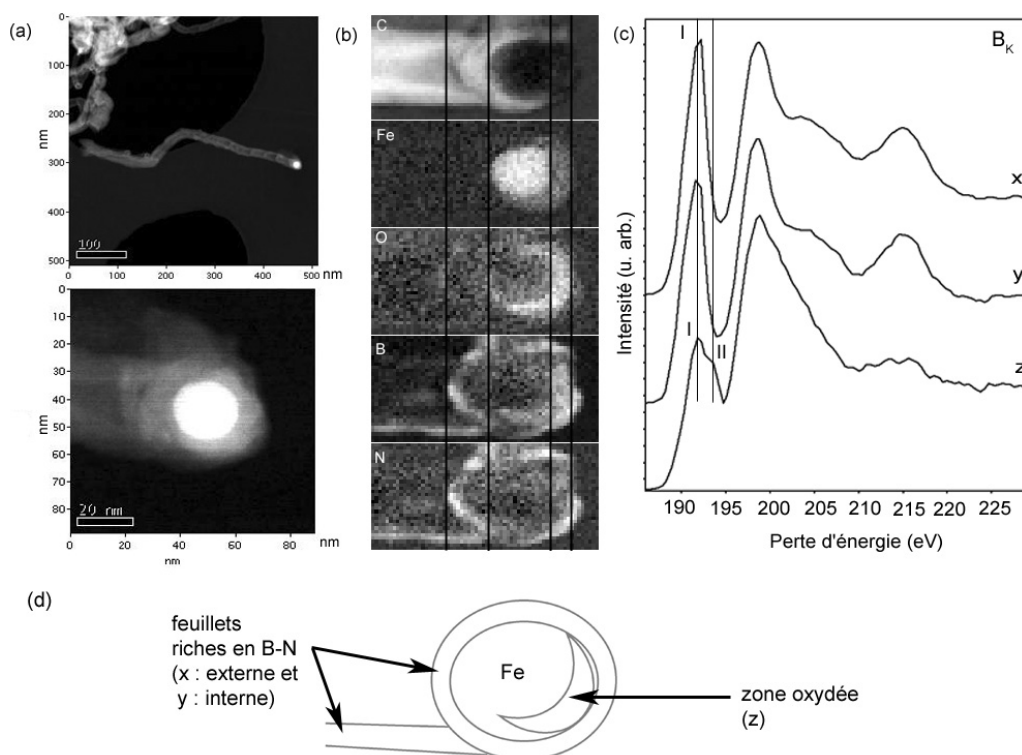 (a)
0
100
200
300
400
500
nm
100
0 100 200 300 400 500 nm
0
10
20
30
40
50
60
70
80
nm
20 nm
0 20 40 60 80
nm
nm
(b)
C
Fe
O
B
N
(c)
I
B_K
x
y
I
II
z
Intensité (u. arb.)
190 195 200 205 210 215 220 225
Perte d'énergie (eV)
(d)
feuillets
riches en B-N
(x : externe et
y : interne)
Fe
zone oxydée
(z)